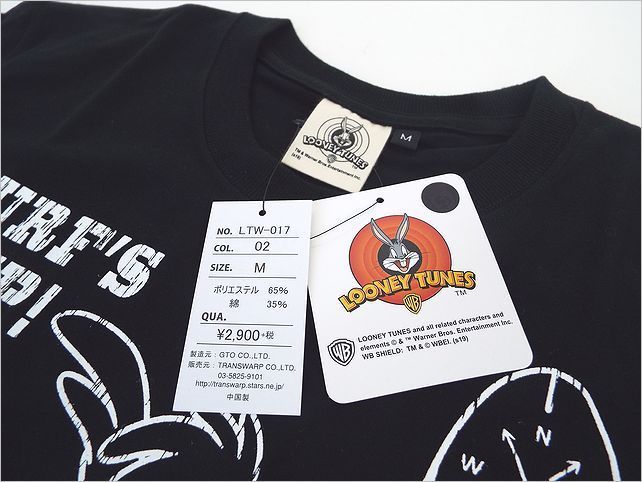 LOONEY TUNES
TM & Warner Bros. Entertainment Inc.
(s19)
M
URF'S
UP!
NO. LTW-017
COL. 02
SIZE. M
ポリエステル 65%
綿 35%
QUA.
¥2,900+税
製造元：GTO CO.,LTD.
販売元：TRANSWARP CO.,LTD.
03-5825-9101
http://transwarp.stars.ne.jp/
中国製
LOONEY TUNES
TM
WB
LOONEY TUNES and all related characters and
elements © & ™ Warner Bros. Entertainment Inc.
WB SHIELD: TM & © WBEI. (s19)
WB
W N